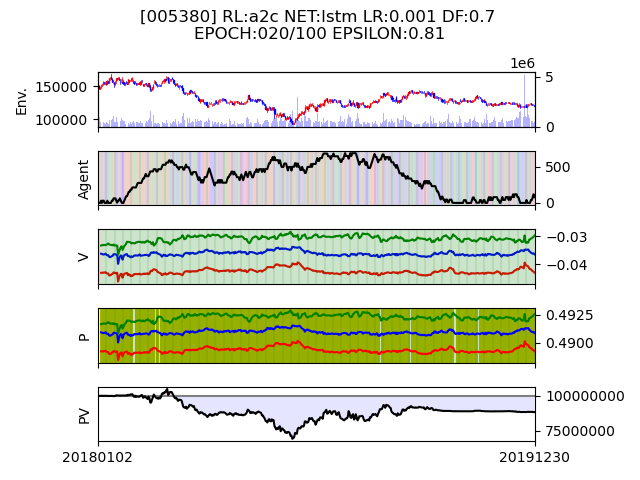 [005380] RL:a2c NET:lstm LR:0.001 DF:0.7
EPOCH:020/100 EPSILON:0.81
1e6
Env.
150000
100000
5
0
Agent
500
0
V
−0.03
−0.04
P
0.4925
0.4900
PV
100000000
75000000
20180102
20191230